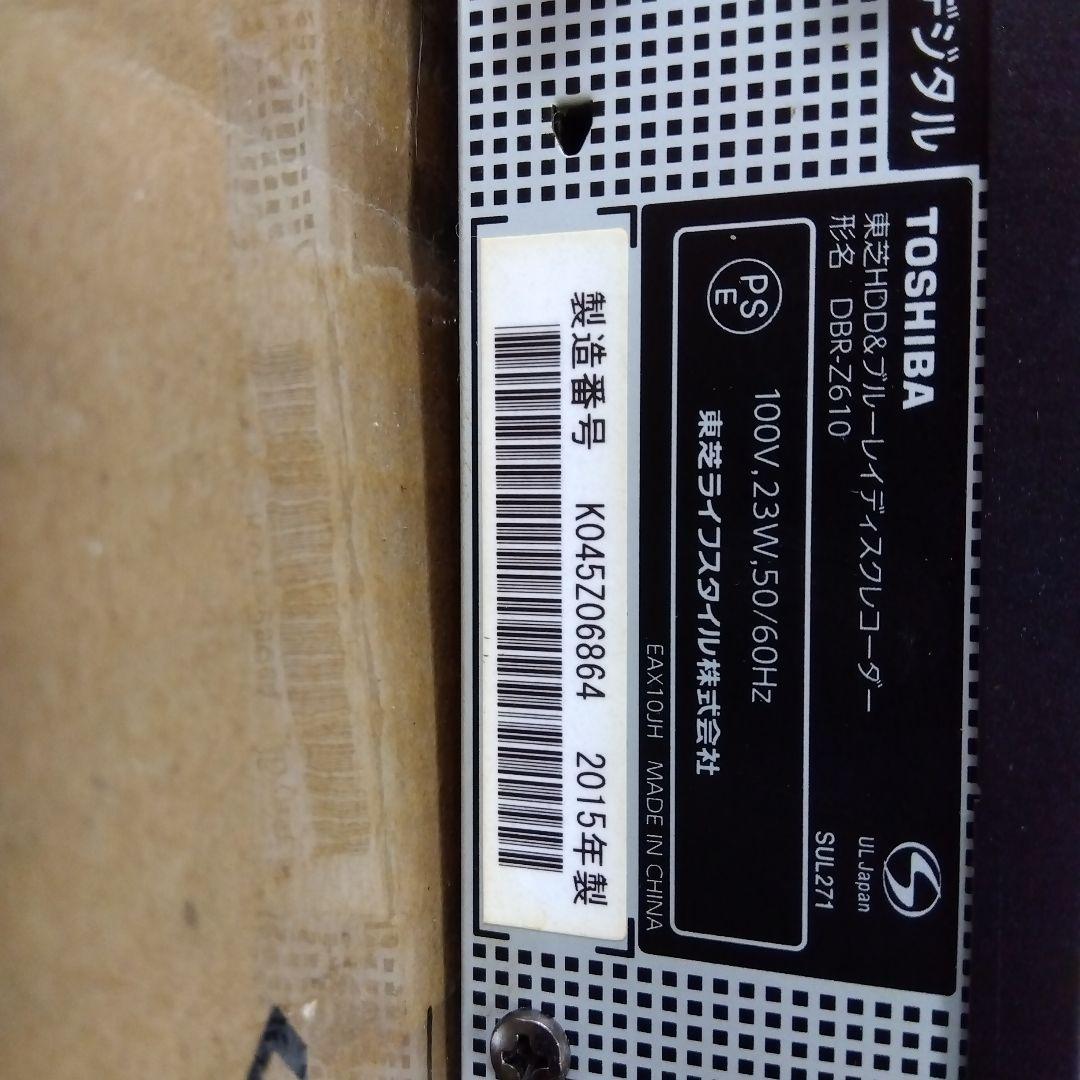 デジタル
TOSHIBA
東芝HDD&ブルーレイディスクレコーダー
形名 DBR-Z610
UL Japan
SUL271
PS
E
100V,23W,50/60Hz
東芝ライフスタイル株式会社
EAX10JH MADE IN CHINA
製造番号 K045Z06864 2015年製